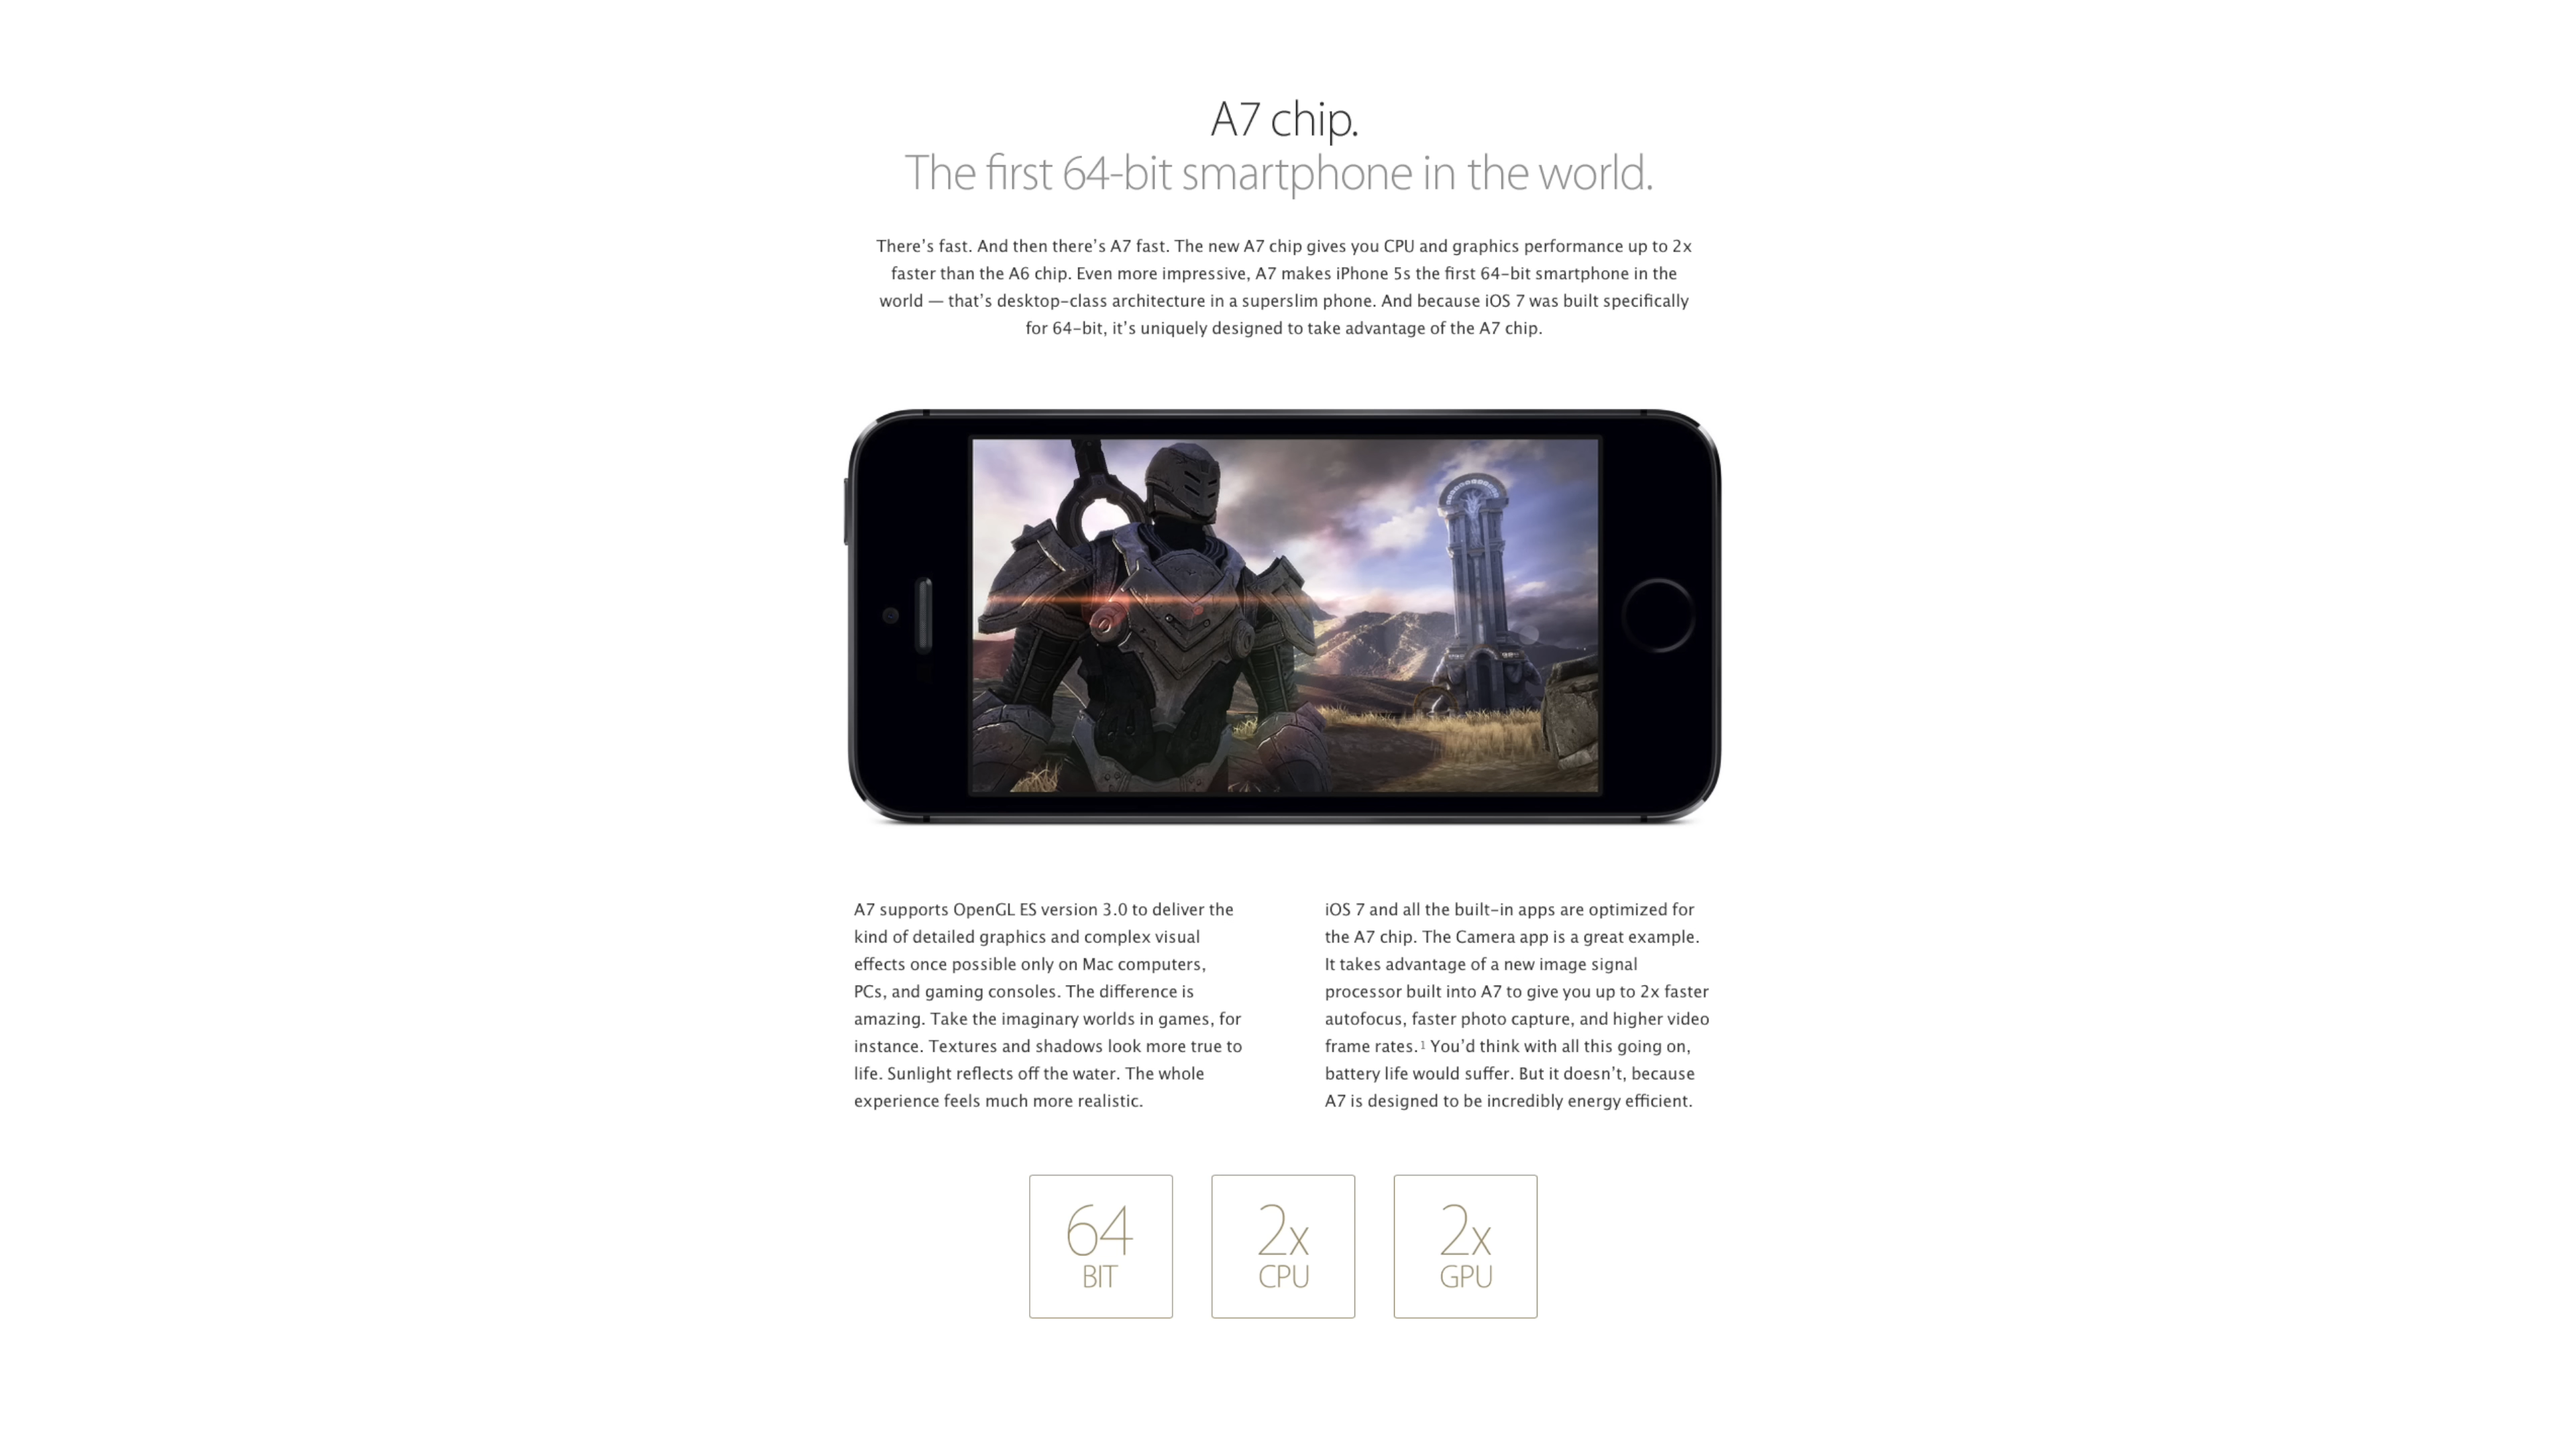 A7 chip.
The first 64-bit smartphone in the world.
There’s fast. And then there’s A7 fast. The new A7 chip gives you CPU and graphics performance up to 2x
faster than the A6 chip. Even more impressive, A7 makes iPhone 5s the first 64-bit smartphone in the
world — that’s desktop-class architecture in a superslim phone. And because iOS 7 was built specifically
for 64-bit, it’s uniquely designed to take advantage of the A7 chip.
A7 supports OpenGL ES version 3.0 to deliver the
kind of detailed graphics and complex visual
effects once possible only on Mac computers,
PCs, and gaming consoles. The difference is
amazing. Take the imaginary worlds in games, for
instance. Textures and shadows look more true to
life. Sunlight reflects off the water. The whole
experience feels much more realistic.
iOS 7 and all the built-in apps are optimized for
the A7 chip. The Camera app is a great example.
It takes advantage of a new image signal
processor built into A7 to give you up to 2x faster
autofocus, faster photo capture, and higher video
frame rates.1 You’d think with all this going on,
battery life would suffer. But it doesn’t, because
A7 is designed to be incredibly energy efficient.
64
BIT
2x
CPU
2x
GPU